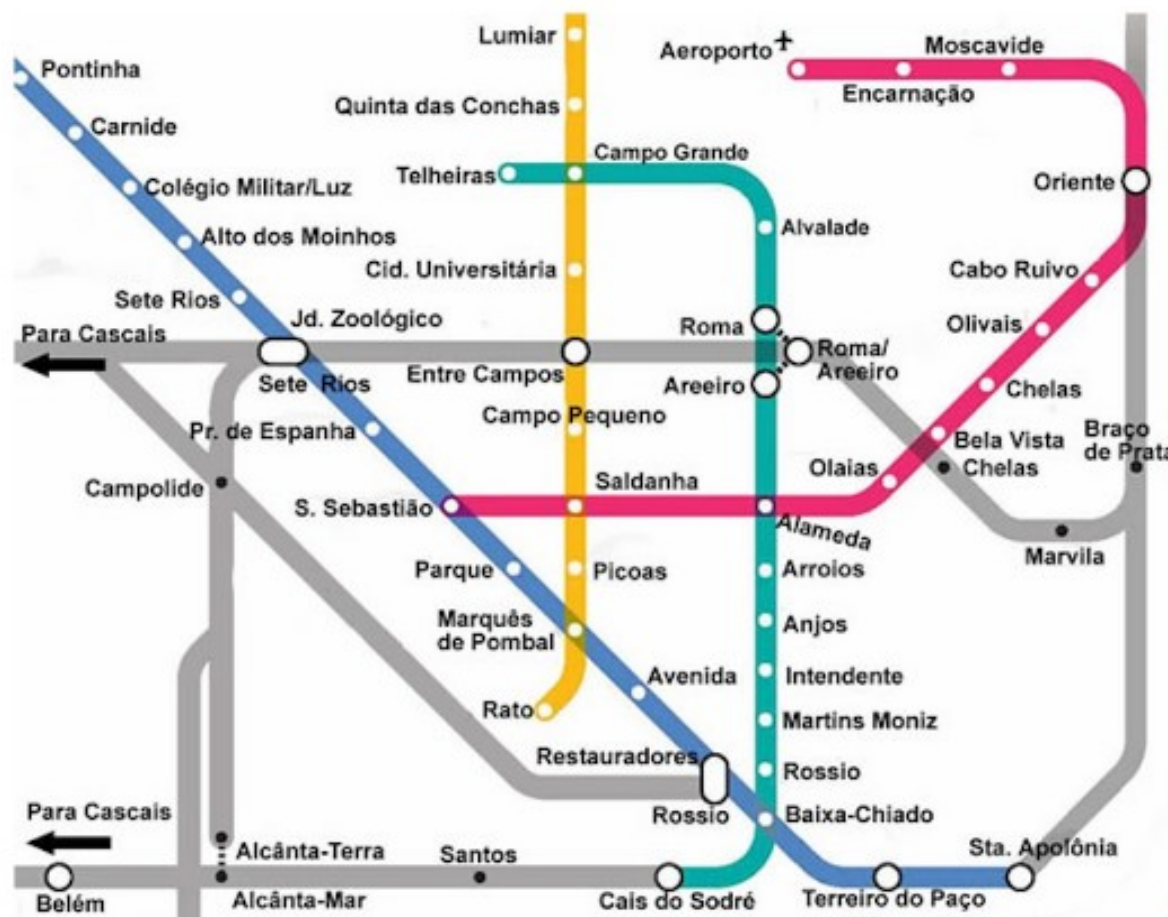 Lumiar
Aeroporto
Moscavide
Pontinha
Encarnação
Quinta das Conchas
Carnide
Campo Grande
Telheiras
Oriente
Colégio Militar/Luz
Alvalade
Alto dos Moinhos
Cid. Universitária
Cabo Ruivo
Sete Rios
Jd. Zoológico
Para Cascais
Roma
Olivais
Roma/
Areeiro
Sete Rios
Entre Campos
Areeiro
Chelas
Campo Pequeno
Pr. de Espanha
Bela Vista
Braço
de Prata
Olaias
Chelas
Campolide
Saldanha
S. Sebastião
Alameda
Marvila
Parque
Picoas
Arroios
Marquês
de Pombal
Anjos
Avenida
Intendente
Rato
Martins Moniz
Restauradores
Rossio
Rossio
Baixa-Chiado
Para Cascais
Alcânta-Terra
Santos
Sta. Apolônia
Belém
Alcânta-Mar
Cais do Sodré
Terreiro do Paço